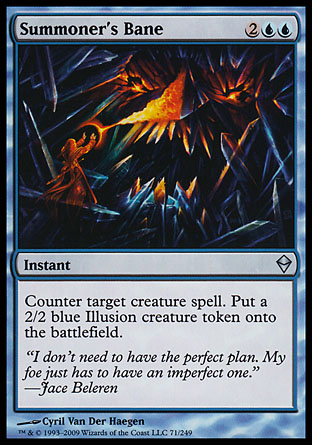 Summoner's Bane 2
Instant
Counter target creature spell. Put a
2/2 blue Illusion creature token onto
the battlefield.
“I don't need to have the perfect plan. My
foe just has to have an imperfect one.”
—Jace Beleren
Cyril Van Der Haegen
™ & © 1993–2009 Wizards of the Coast LLC 71/249